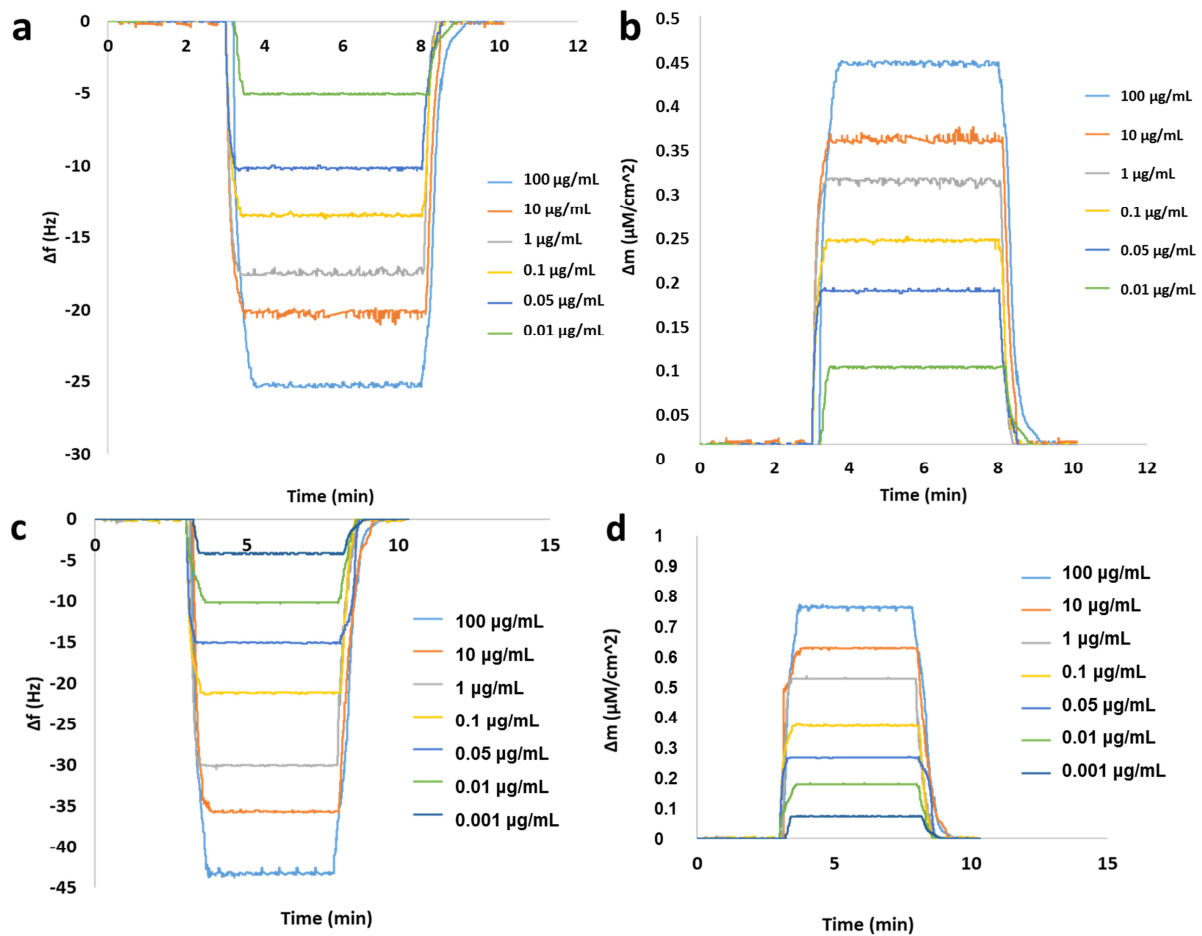 a
0
2
4
6
8
10
12
-5
-10
-15
-20
-25
-30
Δf (Hz)
Time (min)
100 µg/mL
10 µg/mL
1 µg/mL
0.1 µg/mL
0.05 µg/mL
0.01 µg/mL
b
0.5
0.45
0.4
0.35
0.3
0.25
0.2
0.15
0.1
0.05
0
Δm (µM/cm^2)
0
2
4
6
8
10
12
Time (min)
100 µg/mL
10 µg/mL
1 µg/mL
0.1 µg/mL
0.05 µg/mL
0.01 µg/mL
c
0
0
5
10
15
-5
-10
-15
-20
-25
-30
-35
-40
-45
Δf (Hz)
Time (min)
100 µg/mL
10 µg/mL
1 µg/mL
0.1 µg/mL
0.05 µg/mL
0.01 µg/mL
0.001 µg/mL
d
1
0.9
0.8
0.7
0.6
0.5
0.4
0.3
0.2
0.1
0
Δm (µM/cm^2)
0
5
10
15
Time (min)
100 µg/mL
10 µg/mL
1 µg/mL
0.1 µg/mL
0.05 µg/mL
0.01 µg/mL
0.001 µg/mL